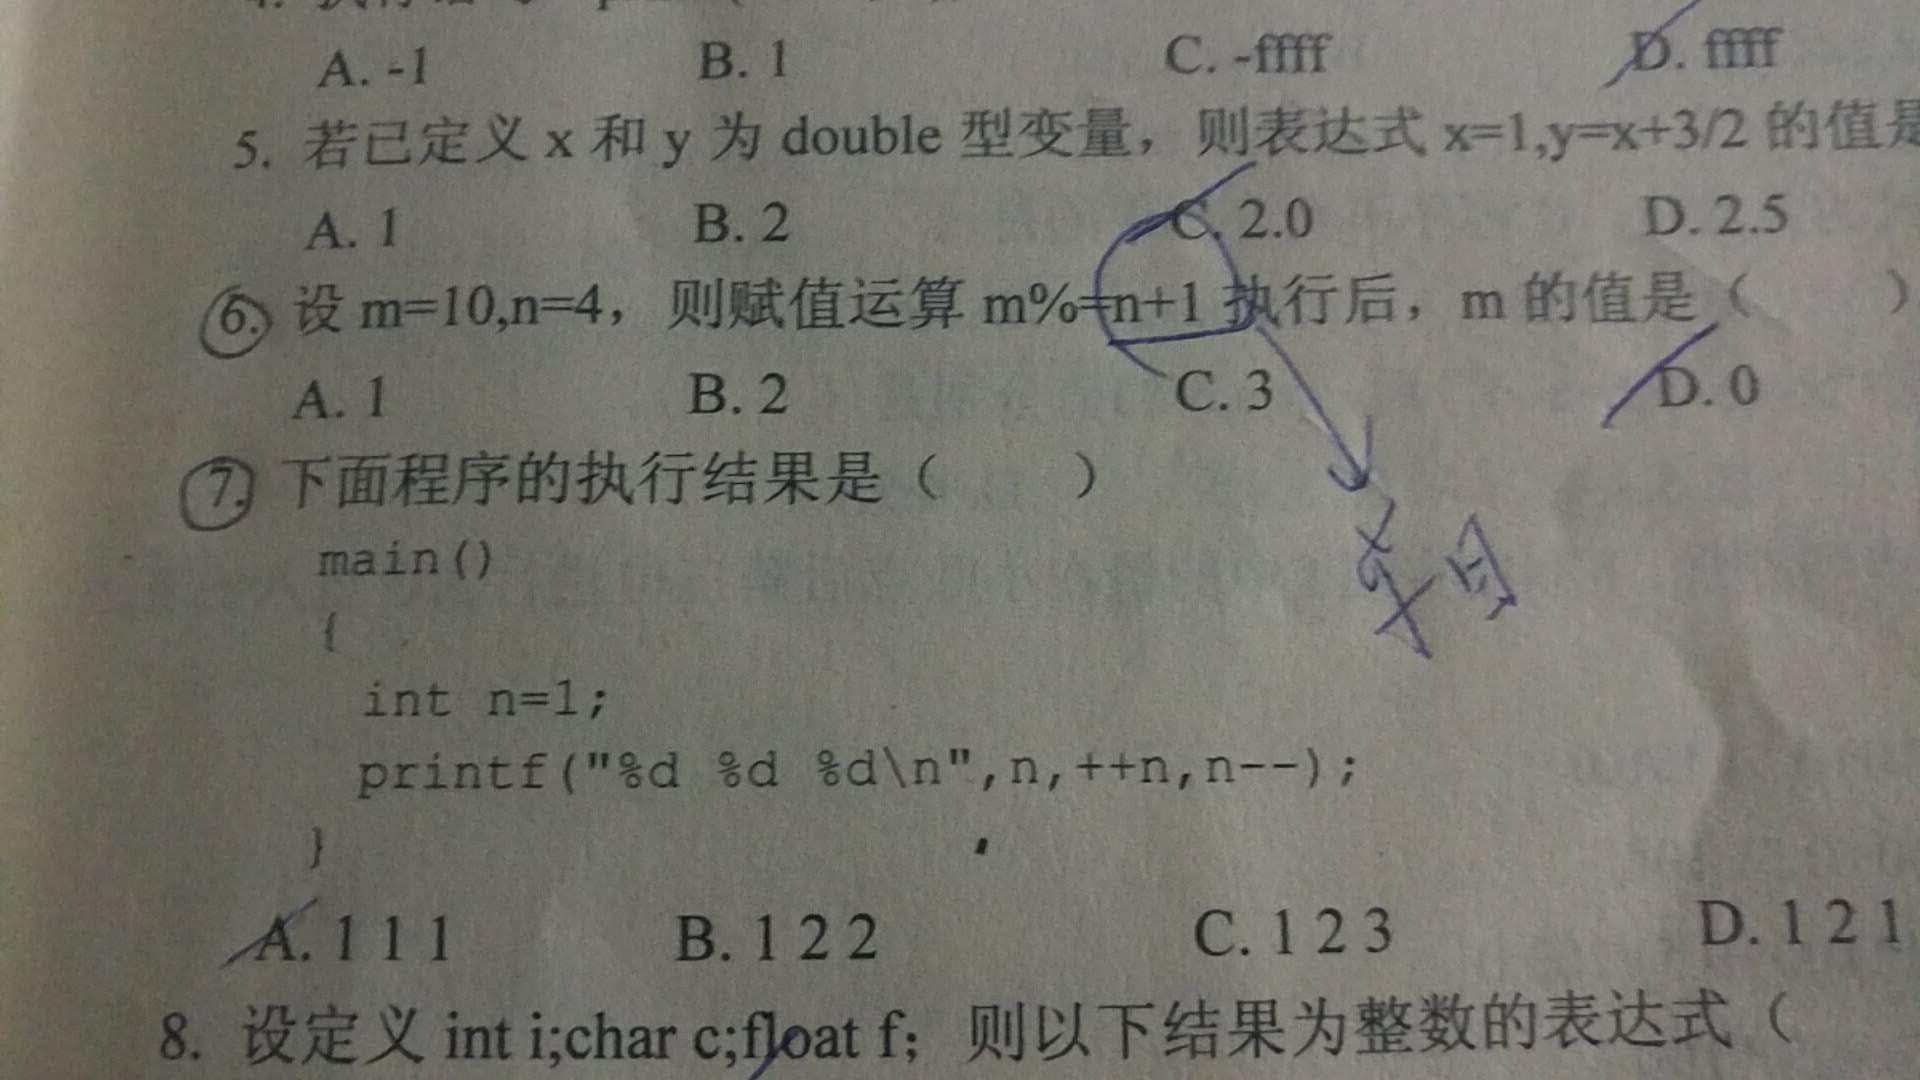 A. -1 B. 1 C. -ffff D. ffff
5. 若已定义 x 和 y 为 double 型变量，则表达式 x=1,y=x+3/2 的值是
A. 1 B. 2 C. 2.0 D. 2.5
6. 设 m=10,n=4，则赋值运算 m%=n+1 执行后，m 的值是（ ）
A. 1 B. 2 C. 3 D. 0
7. 下面程序的执行结果是（ ）
main()
{
int n=1;
printf("%d %d %d\n",n,++n,n--);
}
A. 1 1 1 B. 1 2 2 C. 1 2 3 D. 1 2 1
8. 设定义 int i;char c;float f；则以下结果为整数的表达式（